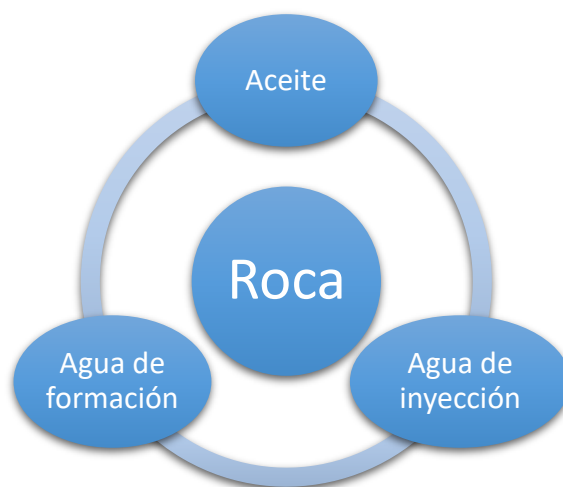 Aceite
Roca
Agua de
formación
Agua de
inyección